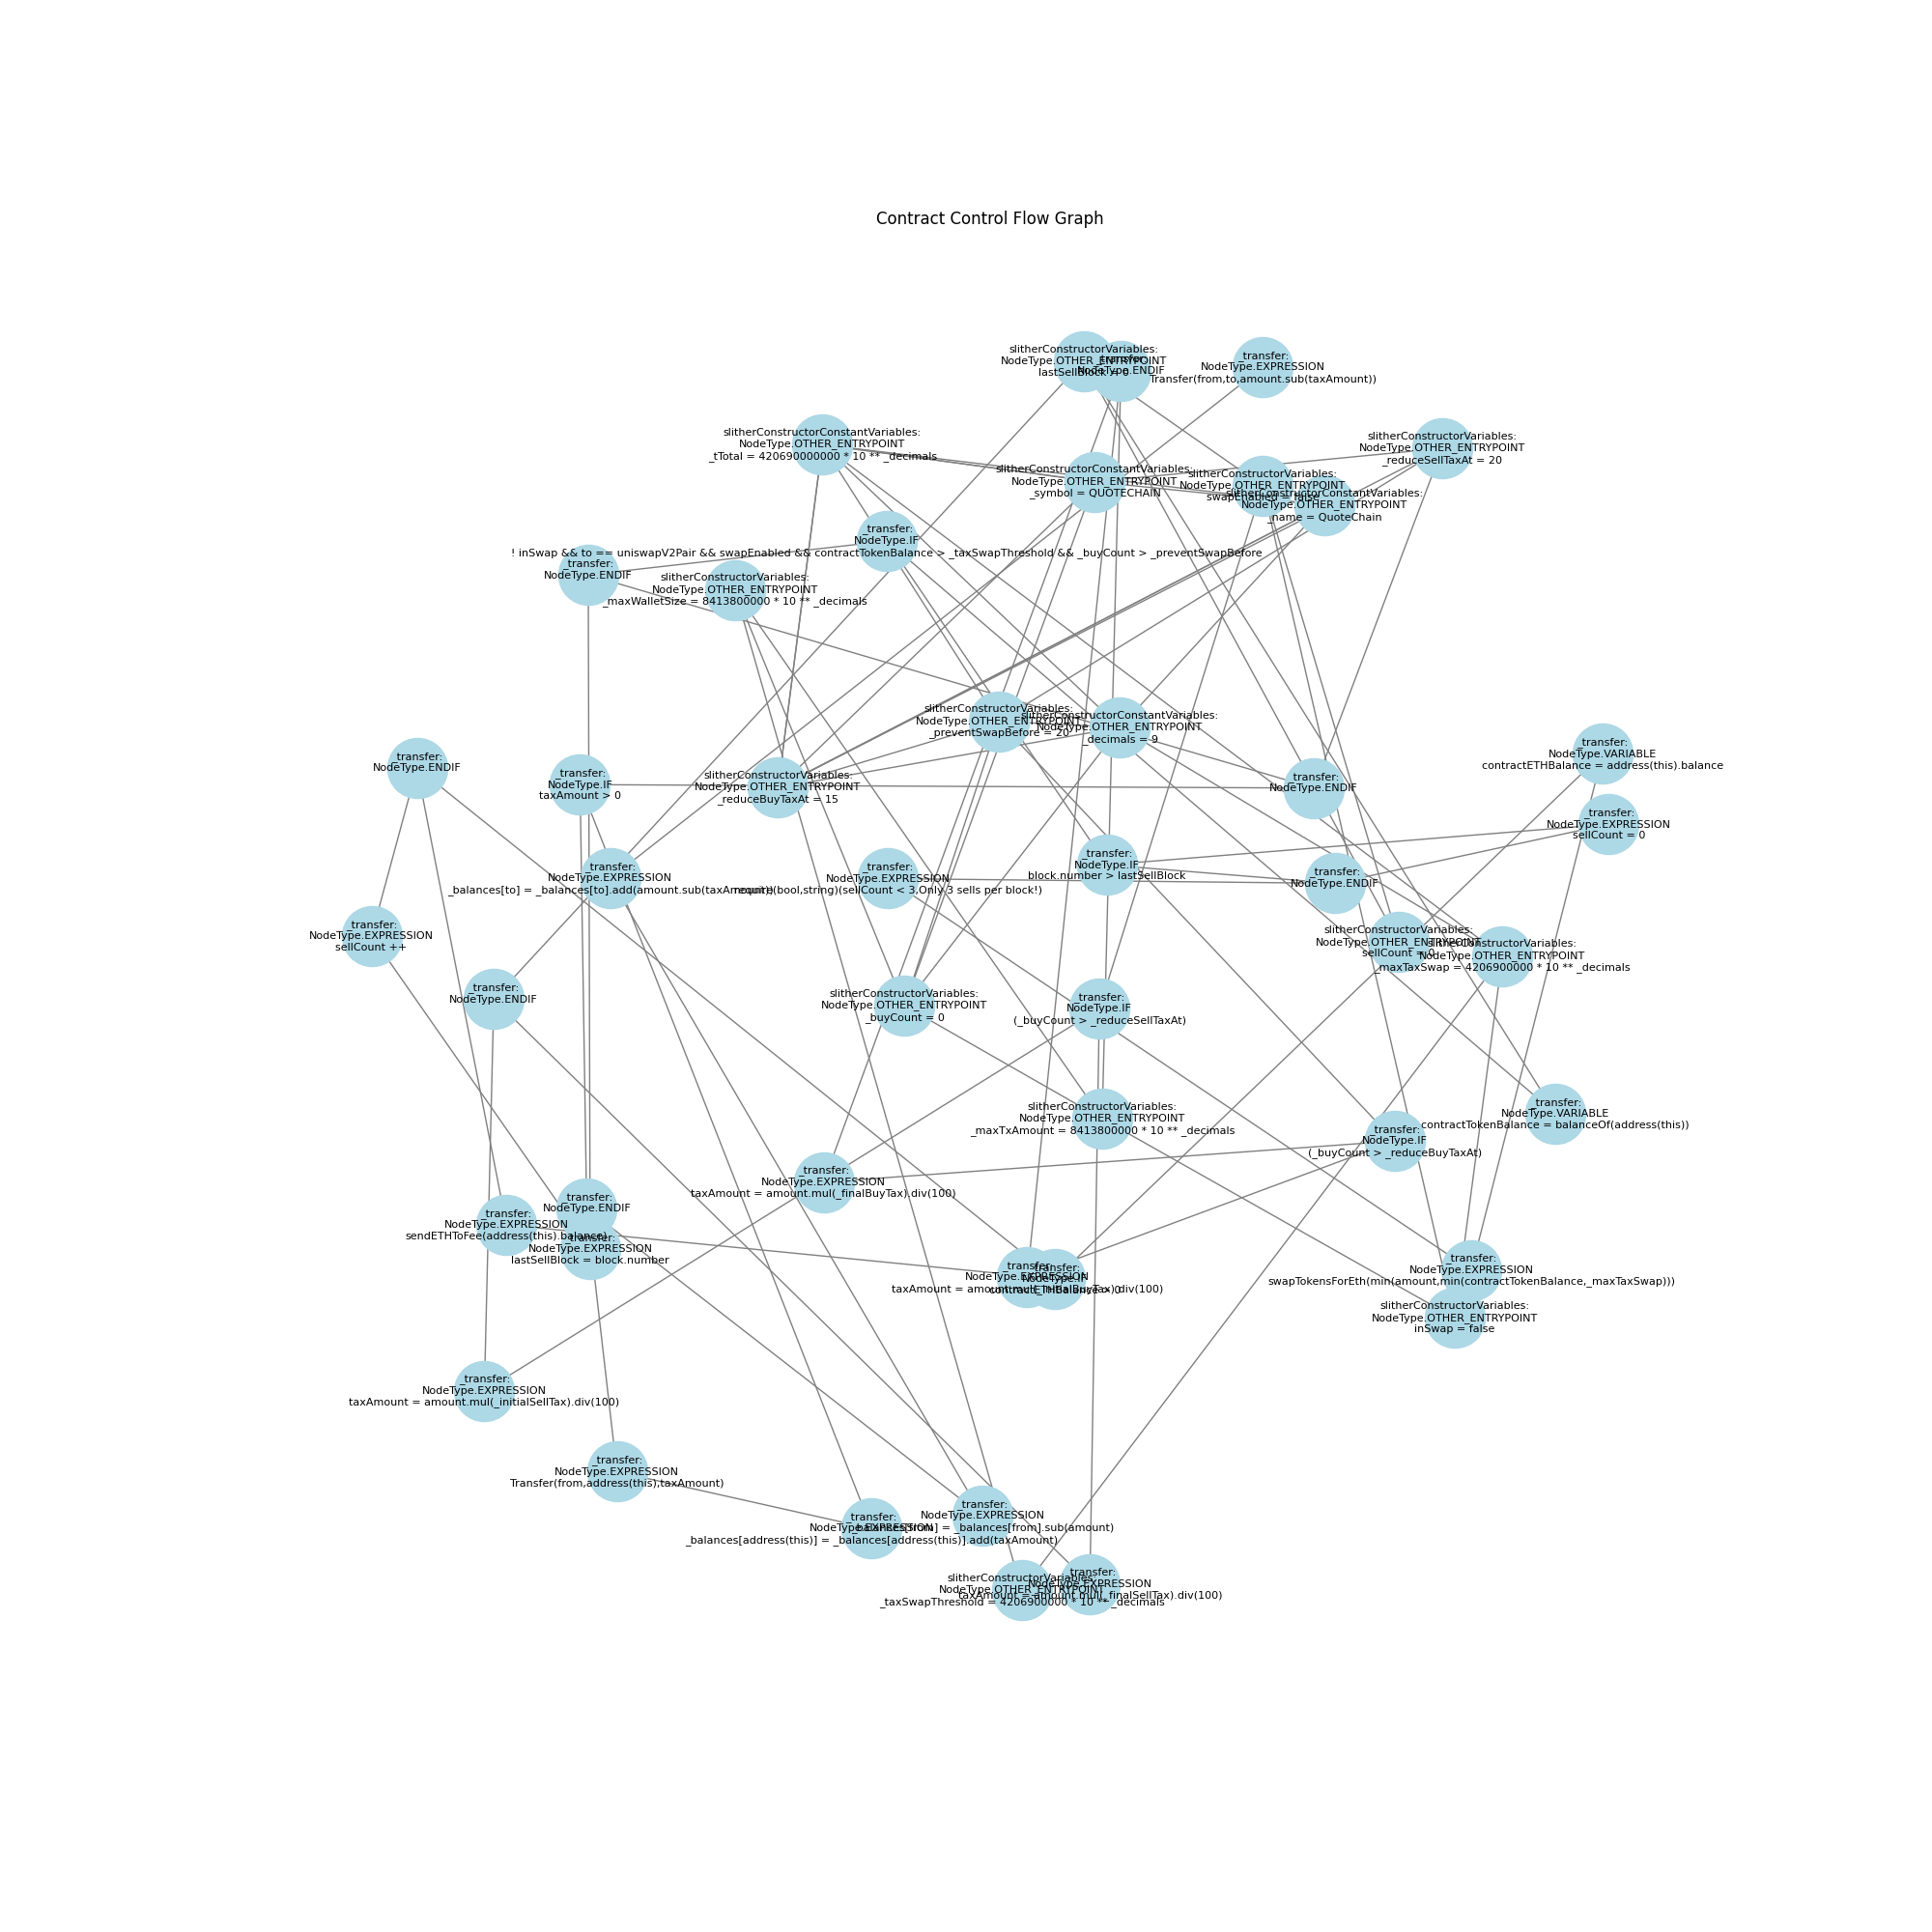 Contract Control Flow Graph
slitherConstructorVariables:
NodeType.OTHER_ENTRYPOINT
lastSellBlock = 0
_transfer:
NodeType.ENDIF
_transfer:
NodeType.EXPRESSION
Transfer(from,to,amount.sub(taxAmount))
slitherConstructorConstantVariables:
NodeType.OTHER_ENTRYPOINT
_tTotal = 420690000000 * 10 ** _decimals
slitherConstructorVariables:
NodeType.OTHER_ENTRYPOINT
_reduceSellTaxAt = 20
slitherConstructorConstantVariables:
NodeType.OTHER_ENTRYPOINT
_symbol = QUOTECHAIN
slitherConstructorVariables:
NodeType.OTHER_ENTRYPOINT
swapEnabled = false
slitherConstructorConstantVariables:
NodeType.OTHER_ENTRYPOINT
_name = QuoteChain
_transfer:
NodeType.IF
! inSwap && to == uniswapV2Pair && swapEnabled && contractTokenBalance > _taxSwapThreshold && _buyCount > _preventSwapBefore
_transfer:
NodeType.ENDIF
slitherConstructorVariables:
NodeType.OTHER_ENTRYPOINT
_maxWalletSize = 8413800000 * 10 ** _decimals
slitherConstructorVariables:
NodeType.OTHER_ENTRYPOINT
_preventSwapBefore = 20
slitherConstructorConstantVariables:
NodeType.OTHER_ENTRYPOINT
_decimals = 9
_transfer:
NodeType.VARIABLE
contractETHBalance = address(this).balance
_transfer:
NodeType.ENDIF
_transfer:
NodeType.IF
taxAmount > 0
slitherConstructorVariables:
NodeType.OTHER_ENTRYPOINT
_reduceBuyTaxAt = 15
_transfer:
NodeType.ENDIF
_transfer:
NodeType.EXPRESSION
sellCount = 0
_transfer:
NodeType.EXPRESSION
_balances[to] = _balances[to].add(amount.sub(taxAmount))
_transfer:
NodeType.EXPRESSION
require(bool,string)(sellCount < 3,Only 3 sells per block!)
_transfer:
NodeType.IF
block.number > lastSellBlock
_transfer:
NodeType.ENDIF
_transfer:
NodeType.EXPRESSION
sellCount ++
slitherConstructorVariables:
NodeType.OTHER_ENTRYPOINT
sellCount = 0
slitherConstructorVariables:
NodeType.OTHER_ENTRYPOINT
_maxTaxSwap = 4206900000 * 10 ** _decimals
_transfer:
NodeType.ENDIF
slitherConstructorVariables:
NodeType.OTHER_ENTRYPOINT
_buyCount = 0
_transfer:
NodeType.IF
(_buyCount > _reduceSellTaxAt)
slitherConstructorVariables:
NodeType.OTHER_ENTRYPOINT
_maxTxAmount = 8413800000 * 10 ** _decimals
_transfer:
NodeType.VARIABLE
contractTokenBalance = balanceOf(address(this))
_transfer:
NodeType.IF
(_buyCount > _reduceBuyTaxAt)
_transfer:
NodeType.EXPRESSION
taxAmount = amount.mul(_finalBuyTax).div(100)
_transfer:
NodeType.ENDIF
_transfer:
NodeType.EXPRESSION
sendETHToFee(address(this).balance)
_transfer:
NodeType.EXPRESSION
lastSellBlock = block.number
_transfer:
NodeType.EXPRESSION
taxAmount = amount.mul(_initialBuyTax).div(100)
_transfer:
NodeType.IF
contractETHBalance > 0
_transfer:
NodeType.EXPRESSION
swapTokensForEth(min(amount,min(contractTokenBalance,_maxTaxSwap)))
slitherConstructorVariables:
NodeType.OTHER_ENTRYPOINT
inSwap = false
_transfer:
NodeType.EXPRESSION
taxAmount = amount.mul(_initialSellTax).div(100)
_transfer:
NodeType.EXPRESSION
Transfer(from,address(this),taxAmount)
_transfer:
NodeType.EXPRESSION
_balances[from] = _balances[from].sub(amount)
_transfer:
NodeType.EXPRESSION
_balances[address(this)] = _balances[address(this)].add(taxAmount)
slitherConstructorVariables:
NodeType.OTHER_ENTRYPOINT
_taxSwapThreshold = 4206900000 * 10 ** _decimals
_transfer:
NodeType.EXPRESSION
taxAmount = amount.mul(_finalSellTax).div(100)